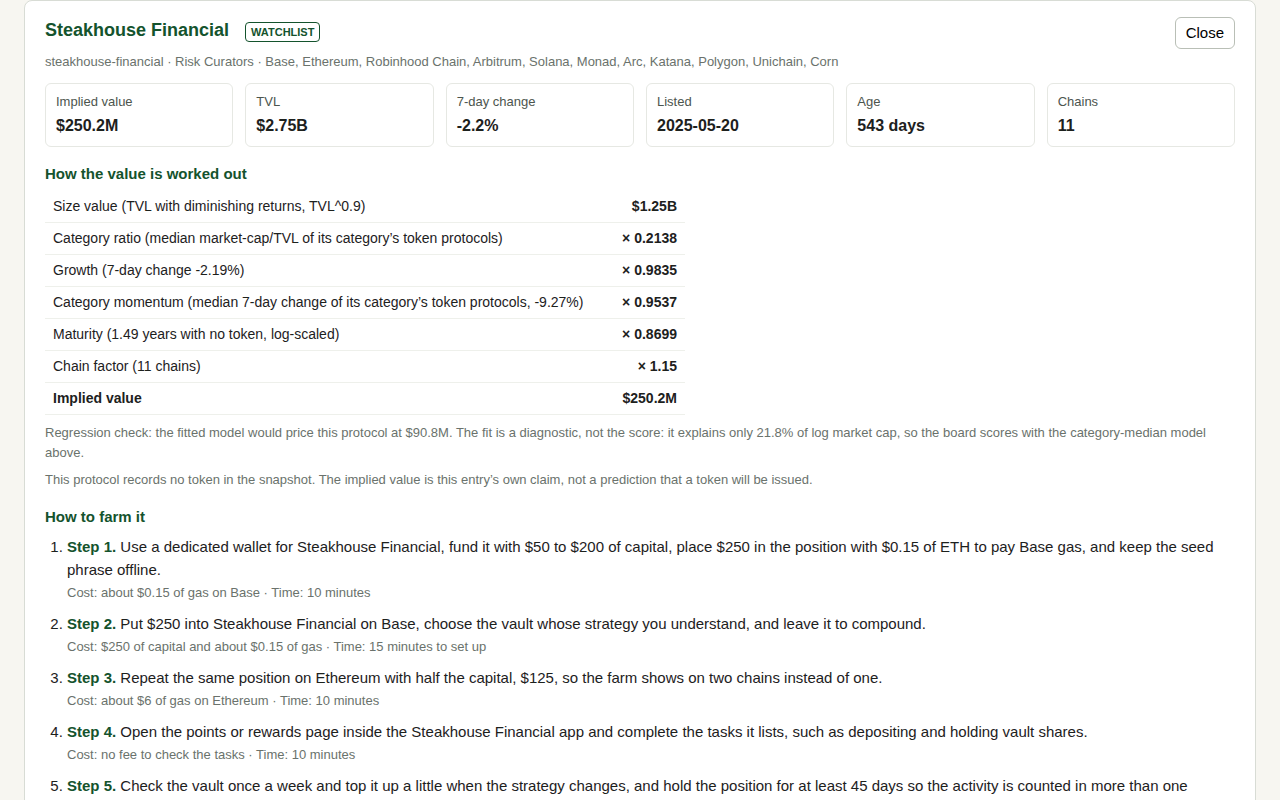 Steakhouse Financial WATCHLIST Close
steakhouse-financial · Risk Curators · Base, Ethereum, Robinhood Chain, Arbitrum, Solana, Monad, Arc, Katana, Polygon, Unichain, Corn
Implied value TVL 7-day change Listed Age Chains
$250.2M $2.75B -2.2% 2025-05-20 543 days 11
How the value is worked out
Size value (TVL with diminishing returns, TVL^0.9) $1.25B
Category ratio (median market-cap/TVL of its category’s token protocols) × 0.2138
Growth (7-day change -2.19%) × 0.9835
Category momentum (median 7-day change of its category’s token protocols, -9.27%) × 0.9537
Maturity (1.49 years with no token, log-scaled) × 0.8699
Chain factor (11 chains) × 1.15
Implied value $250.2M
Regression check: the fitted model would price this protocol at $90.8M. The fit is a diagnostic, not the score: it explains only 21.8% of log market cap, so the board scores with the category-median model
above.
This protocol records no token in the snapshot. The implied value is this entry’s own claim, not a prediction that a token will be issued.
How to farm it
1. Step 1. Use a dedicated wallet for Steakhouse Financial, fund it with $50 to $200 of capital, place $250 in the position with $0.15 of ETH to pay Base gas, and keep the seed
phrase offline.
Cost: about $0.15 of gas on Base · Time: 10 minutes
2. Step 2. Put $250 into Steakhouse Financial on Base, choose the vault whose strategy you understand, and leave it to compound.
Cost: $250 of capital and about $0.15 of gas · Time: 15 minutes to set up
3. Step 3. Repeat the same position on Ethereum with half the capital, $125, so the farm shows on two chains instead of one.
Cost: about $6 of gas on Ethereum · Time: 10 minutes
4. Step 4. Open the points or rewards page inside the Steakhouse Financial app and complete the tasks it lists, such as depositing and holding vault shares.
Cost: no fee to check the tasks · Time: 10 minutes
5. Step 5. Check the vault once a week and top it up a little when the strategy changes, and hold the position for at least 45 days so the activity is counted in more than one